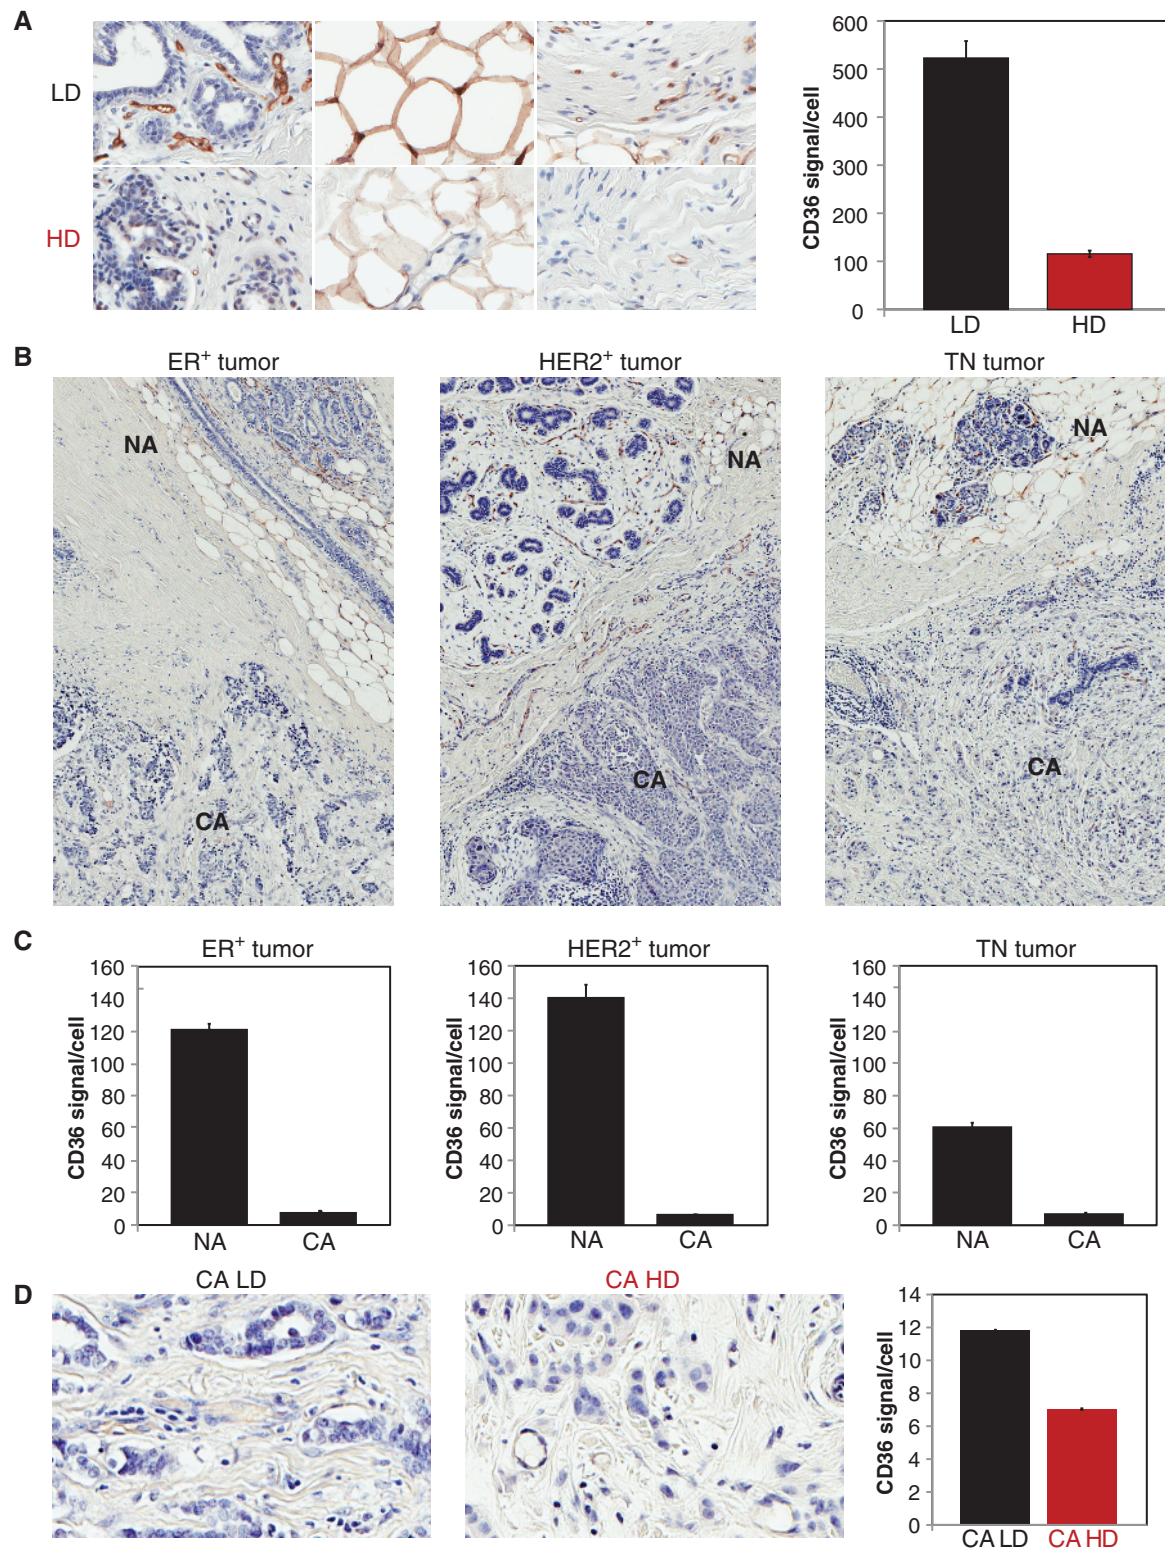 A
LD
HD
CD36 signal/cell
600
500
400
300
200
100
0
LD
HD
B
ER+ tumor
HER2+ tumor
TN tumor
NA
CA
NA
CA
NA
CA
C
ER+ tumor
CD36 signal/cell
160
140
120
100
80
60
40
20
0
NA
CA
HER2+ tumor
CD36 signal/cell
160
140
120
100
80
60
40
20
0
NA
CA
TN tumor
CD36 signal/cell
160
140
120
100
80
60
40
20
0
NA
CA
D
CA LD
CA HD
CD36 signal/cell
14
12
10
8
6
4
2
0
CA LD
CA HD